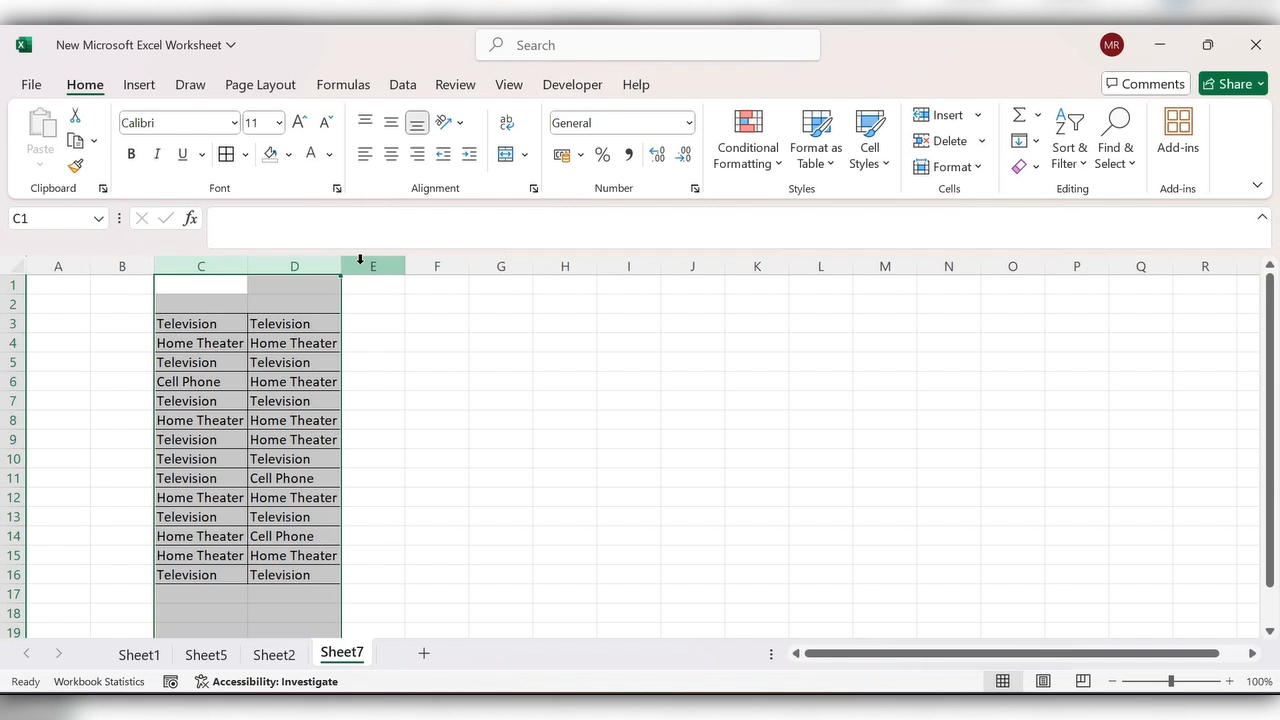 New Microsoft Excel Worksheet
Search
MR
File Home Insert Draw Page Layout Formulas Data Review View Developer Help
Comments
Share
Paste
Clipboard
Calibri
11
A A
B I U A
Font
ab
Alignment
General
% 9
Number
Conditional
Formatting
Format as
Table
Cell
Styles
Styles
Insert
Delete
Format
Cells
Sort &
Filter
Find &
Select
Editing
Add-ins
Add-ins
C1
fx
A B C D E F G H I J K L M N O P Q R
1
2
3 Television Television
4 Home Theater Home Theater
5 Television Television
6 Cell Phone Home Theater
7 Television Television
8 Home Theater Home Theater
9 Television Home Theater
10 Television Television
11 Television Cell Phone
12 Home Theater Home Theater
13 Television Television
14 Home Theater Cell Phone
15 Home Theater Home Theater
16 Television Television
17
18
19
Sheet1 Sheet5 Sheet2 Sheet7
Ready Workbook Statistics Accessibility: Investigate 100%